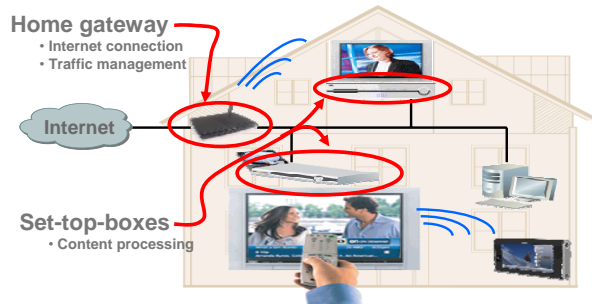 Home gateway
• Internet connection
• Traffic management
Internet
Set-top-boxes
• Content processing